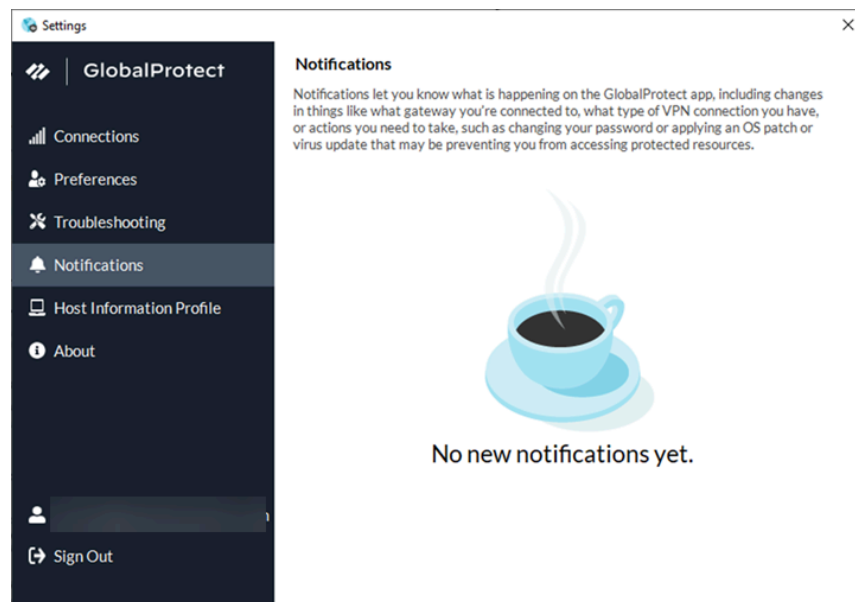 Settings
GlobalProtect
Connections
Preferences
Troubleshooting
Notifications
Host Information Profile
About
Sign Out
Notifications
Notifications let you know what is happening on the GlobalProtect app, including changes
in things like what gateway you're connected to, what type of VPN connection you have,
or actions you need to take, such as changing your password or applying an OS patch or
virus update that may be preventing you from accessing protected resources.
No new notifications yet.